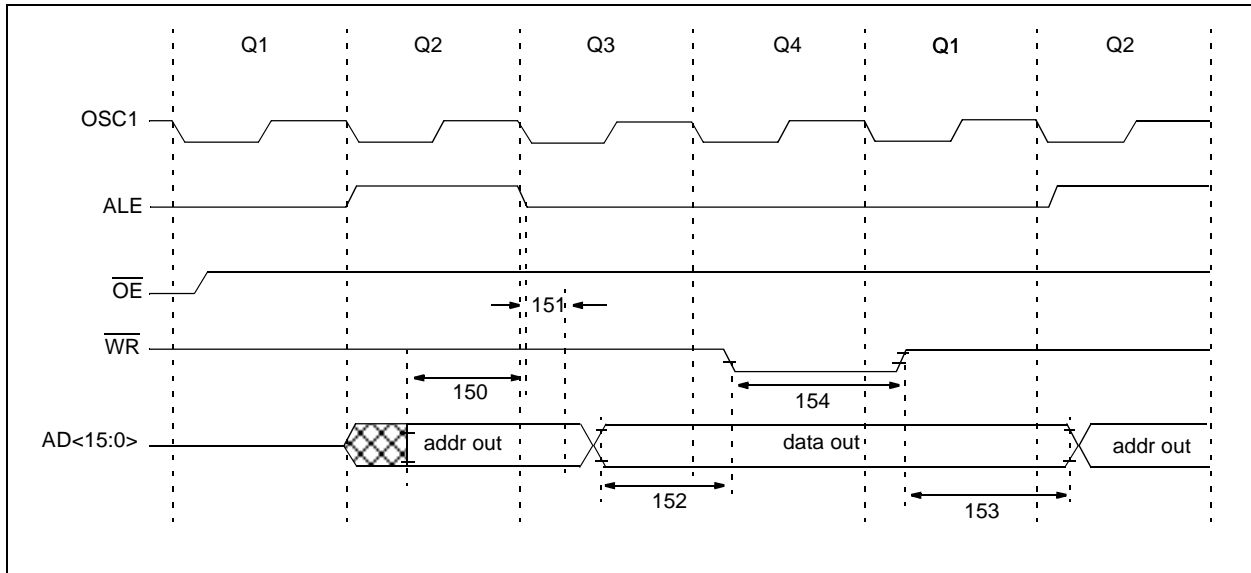 Q1 Q2 Q3 Q4 Q1 Q2
OSC1
ALE
OE
151
WR
150
154
AD<15:0>
addr out
data out
addr out
152
153